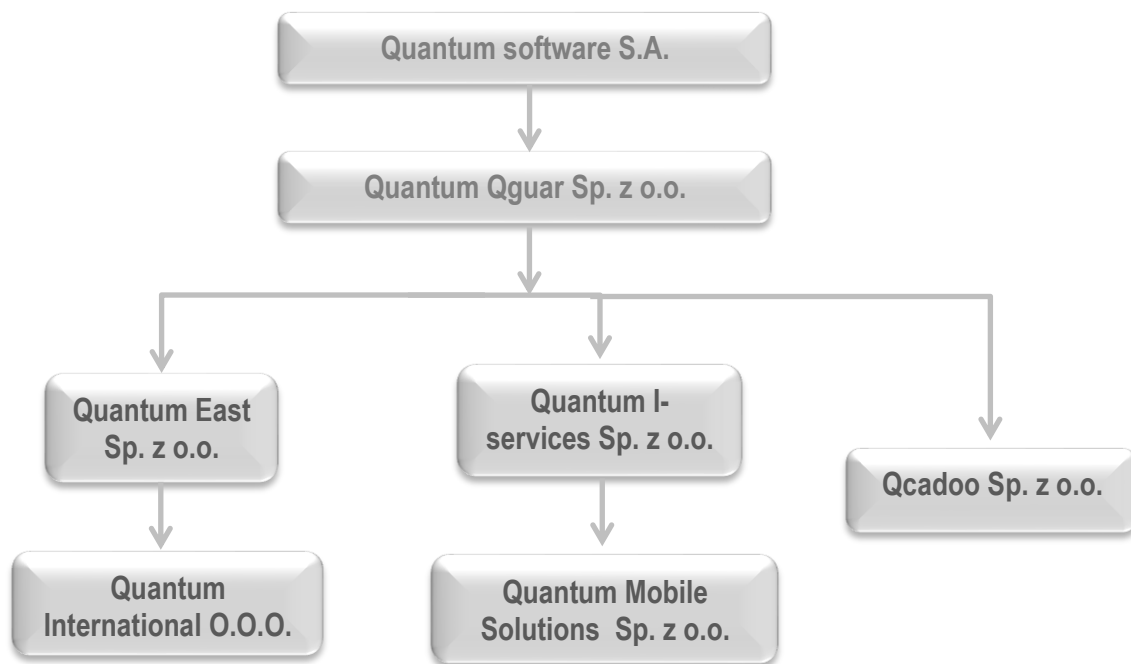 Quantum software S.A.
Quantum Qguar Sp. z o.o.
Quantum East
Sp. z o.o.
Quantum I-
services Sp. z o.o.
Qcadoo Sp. z o.o.
Quantum
International O.O.O.
Quantum Mobile
Solutions Sp. z o.o.